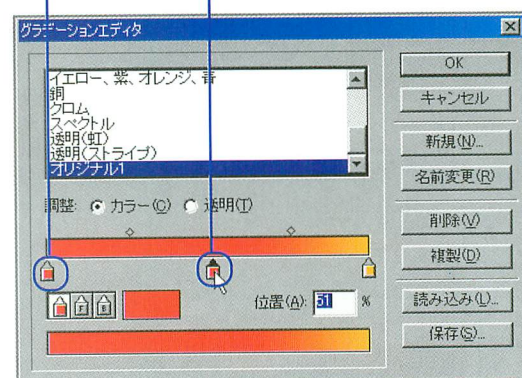 グラデーションエディタ
イエロー、紫、オレンジ、青
銅
クロム
スペクトル
透明(虹)
透明(ストライプ)
オリジナル1
調整: カラー(C) 透明(T)
位置(A): 51 %
OK
キャンセル
新規(N)...
名前変更(R)
削除(V)
複製(D)
読み込み(L)...
保存(S)...